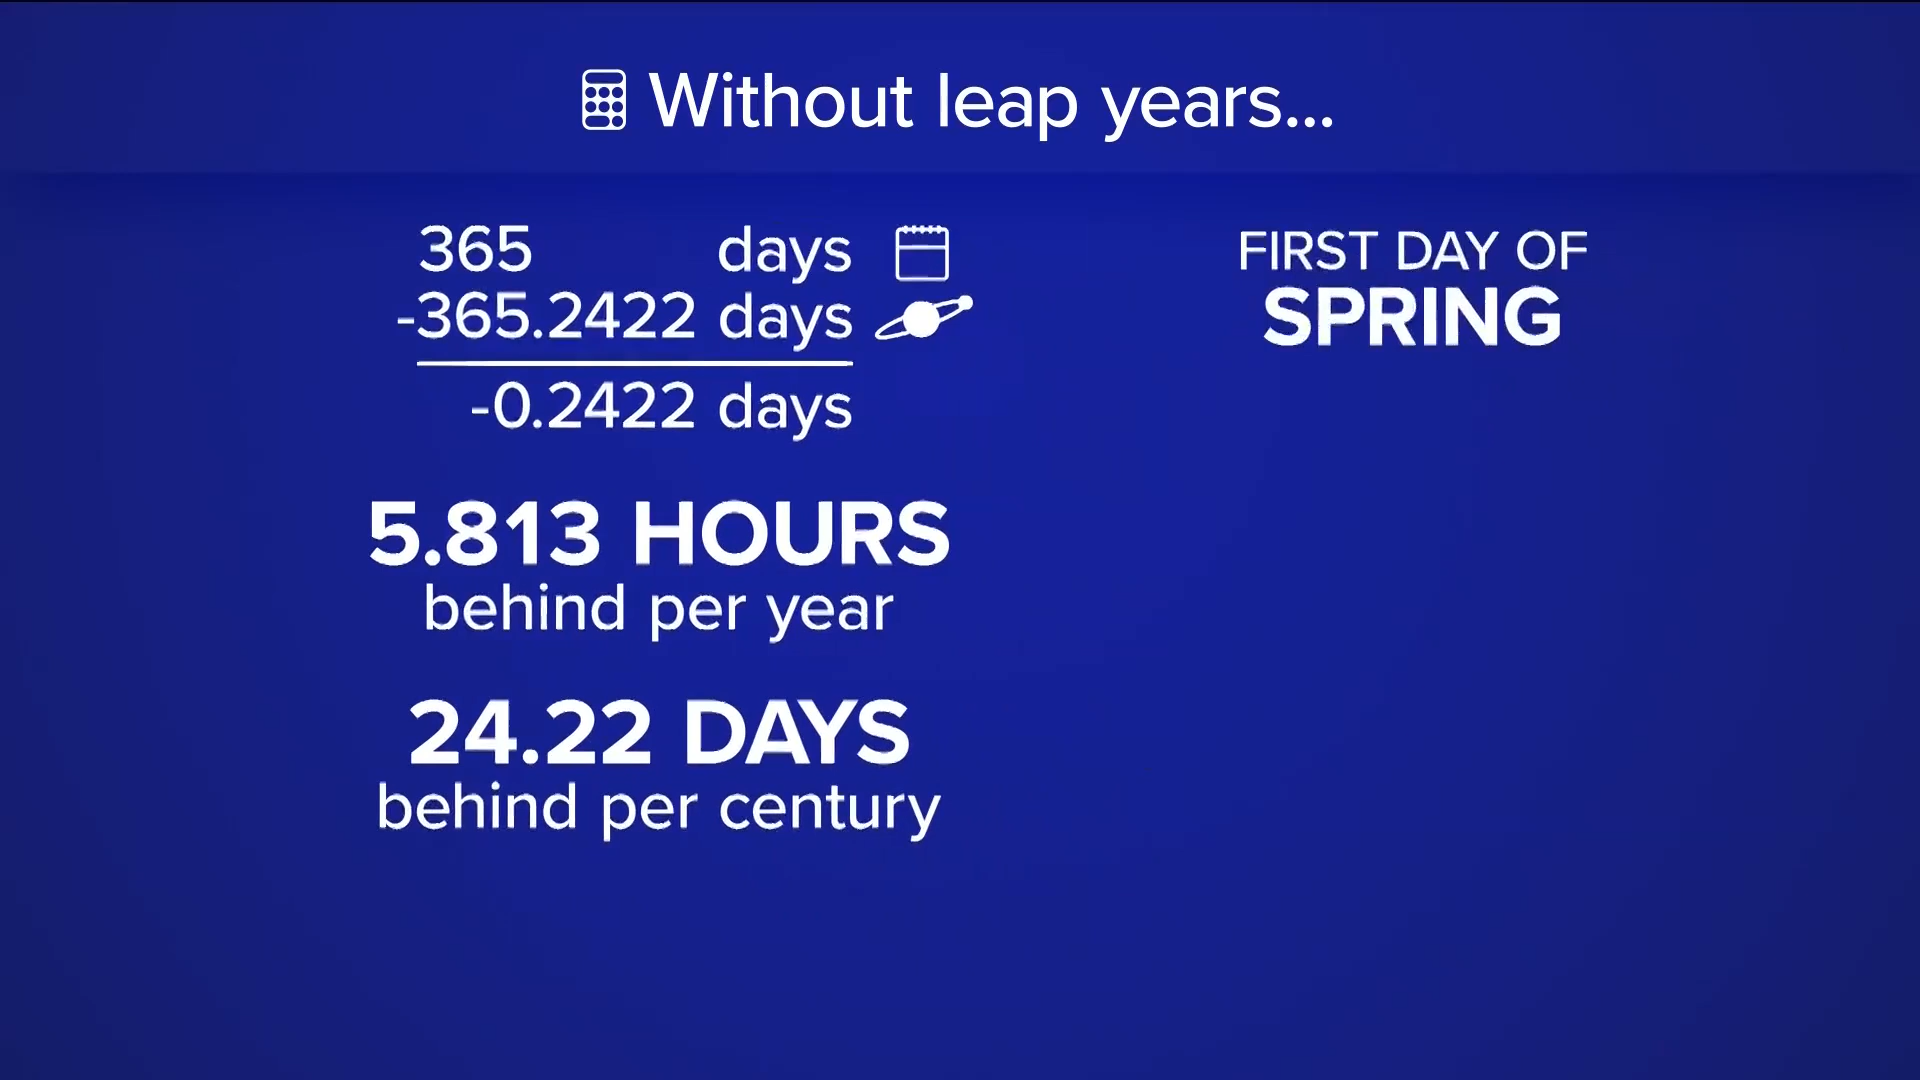 Without leap years...
365 days
-365.2422 days
-0.2422 days
5.813 HOURS
behind per year
24.22 DAYS
behind per century
FIRST DAY OF
SPRING